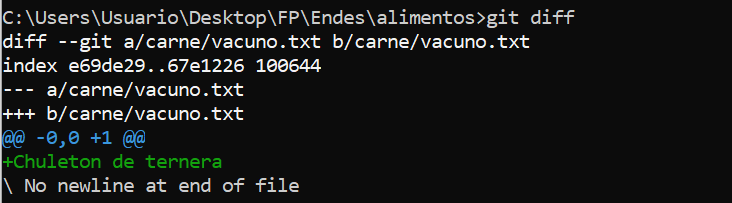 C:\Users\Usuario\Desktop\FP\Endes\alimentos>git diff
diff --git a/carne/vacuno.txt b/carne/vacuno.txt
index e69de29..67e1226 100644
--- a/carne/vacuno.txt
+++ b/carne/vacuno.txt
@@ -0,0 +1 @@
+Chuleton de ternera
\ No newline at end of file